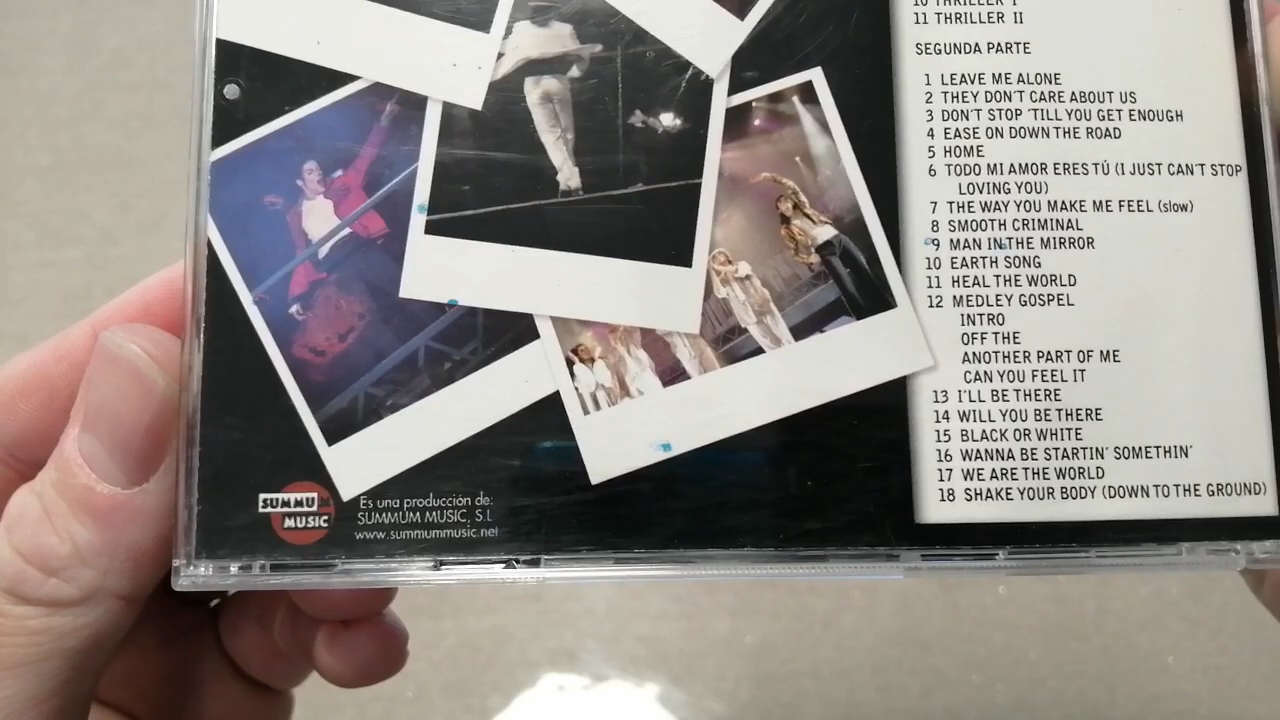 10 THRILLER I
11 THRILLER II
SEGUNDA PARTE
1 LEAVE ME ALONE
2 THEY DON'T CARE ABOUT US
3 DON'T STOP 'TILL YOU GET ENOUGH
4 EASE ON DOWN THE ROAD
5 HOME
6 TODO MI AMOR ERES TÚ (I JUST CAN'T STOP
LOVING YOU)
7 THE WAY YOU MAKE ME FEEL (slow)
8 SMOOTH CRIMINAL
9 MAN IN THE MIRROR
10 EARTH SONG
11 HEAL THE WORLD
12 MEDLEY GOSPEL
INTRO
OFF THE
ANOTHER PART OF ME
CAN YOU FEEL IT
13 I'LL BE THERE
14 WILL YOU BE THERE
15 BLACK OR WHITE
16 WANNA BE STARTIN' SOMETHIN'
17 WE ARE THE WORLD
18 SHAKE YOUR BODY (DOWN TO THE GROUND)
SUMMUM
MUSIC
Es una producción de:
SUMMUM MUSIC, S.L
www.summummusic.net